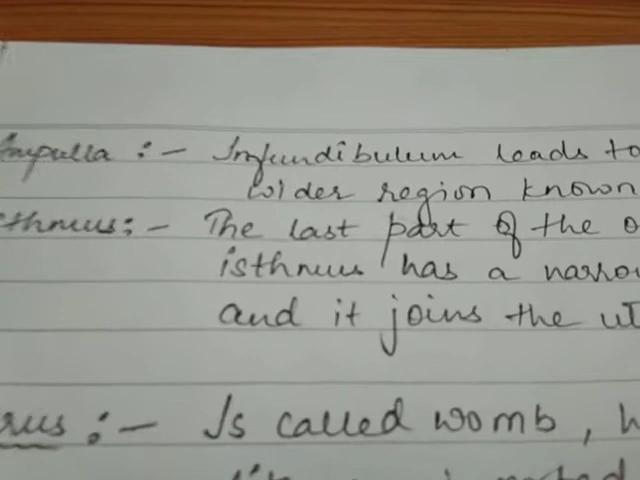 Ampulla :- Infundibulum leads to
wider region known
isthmus:- The last part of the
isthmus has a narrow
and it joins the
:- Is called womb,